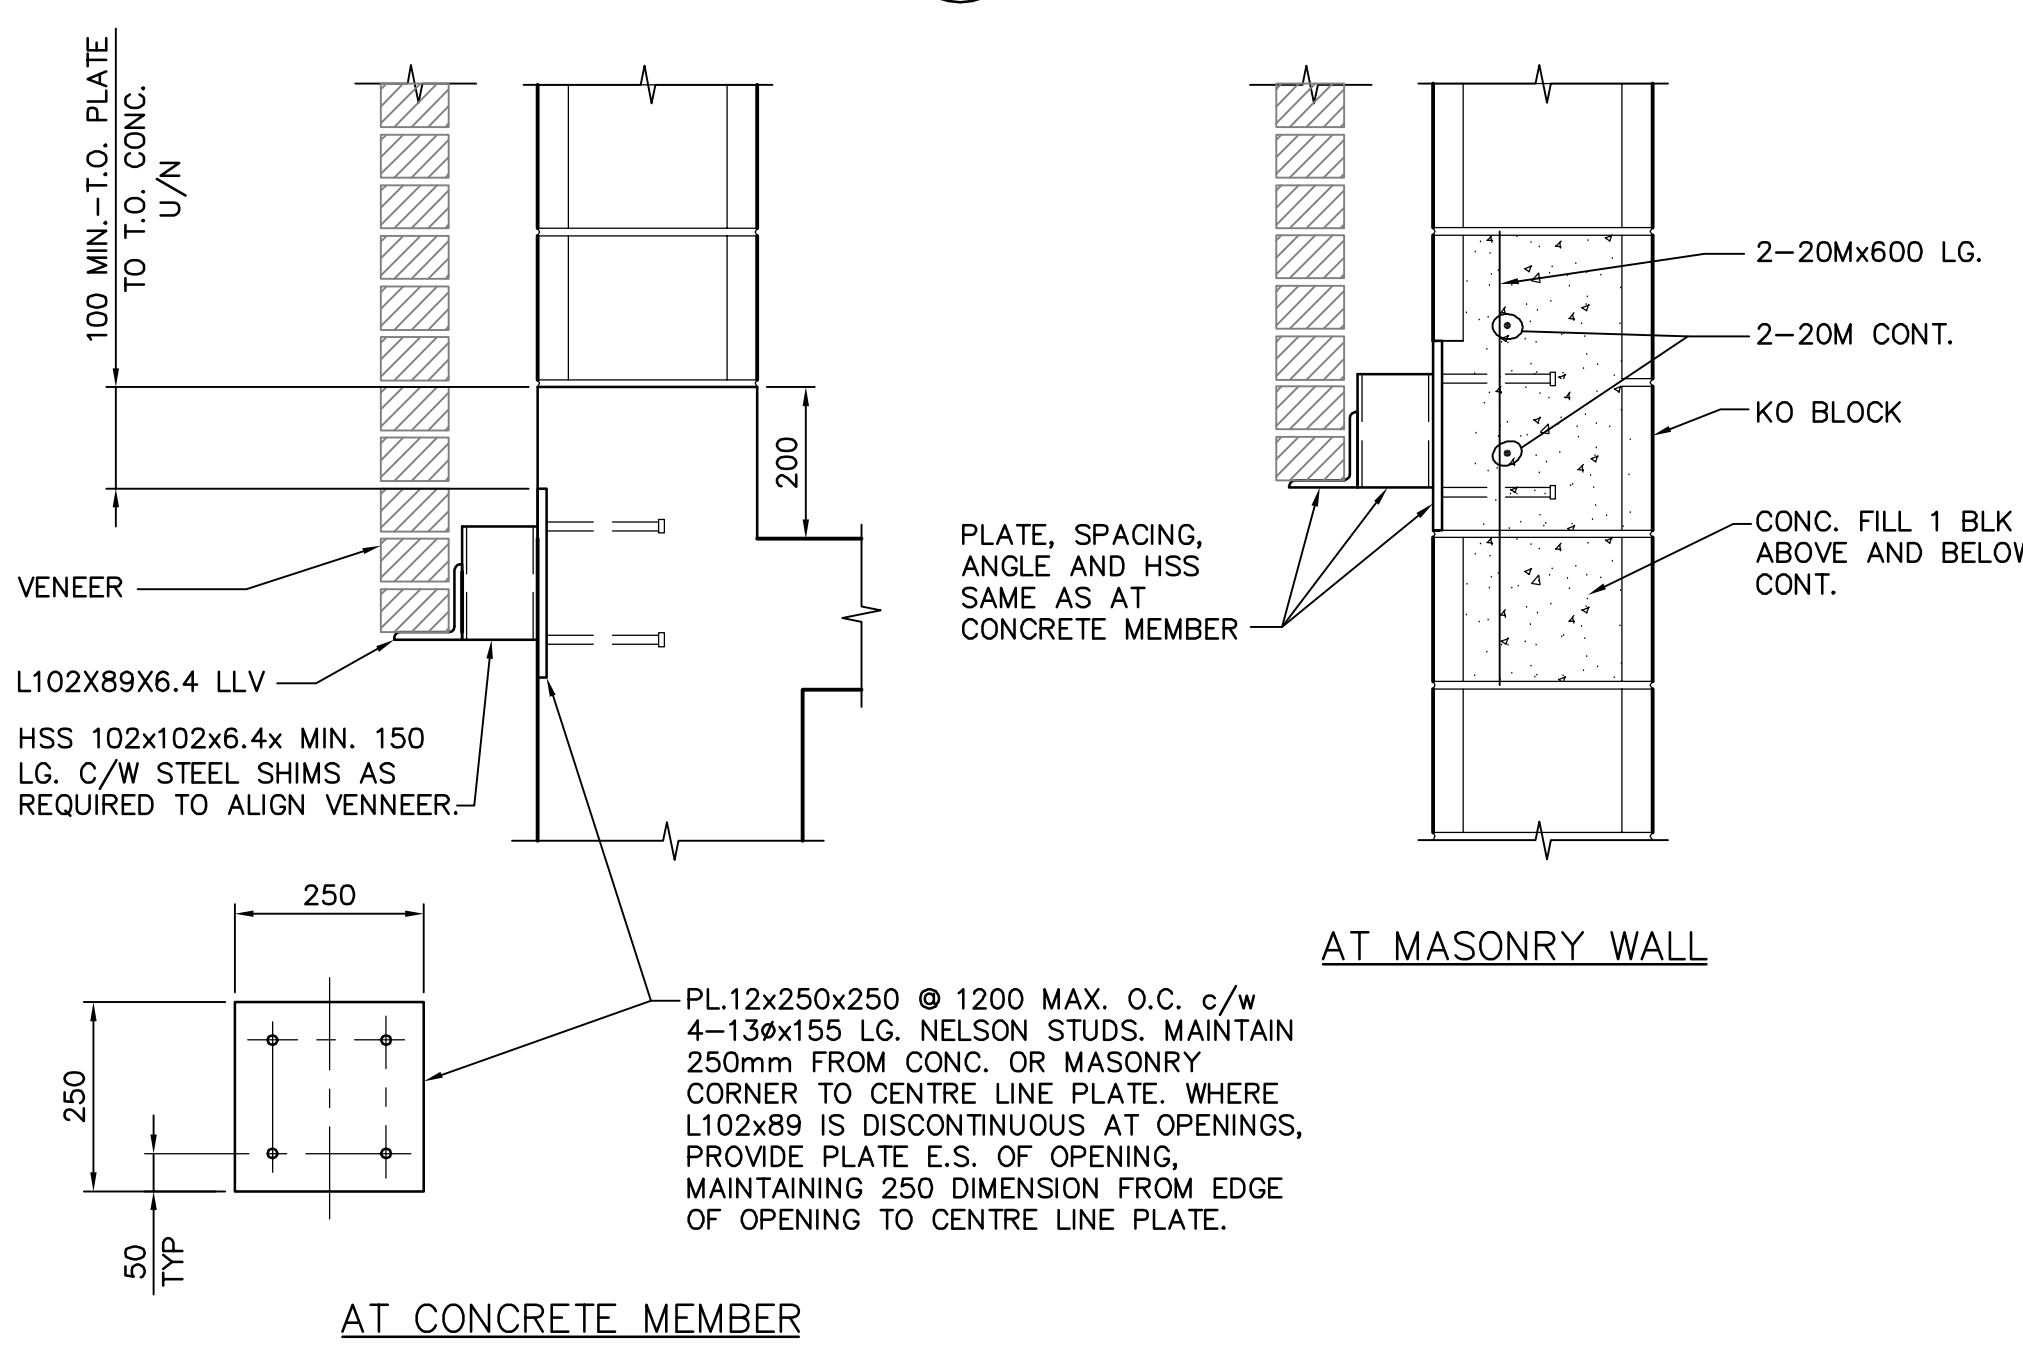 100 MIN.-T.O. PLATE
TO T.O. CONC.
U/N
200
VENEER
L102X89X6.4 LLV
HSS 102x102x6.4x MIN. 150
LG. C/W STEEL SHIMS AS
REQUIRED TO ALIGN VENNEER.
250
250
50
TYP
PL.12x250x250 @ 1200 MAX. O.C. c/w
4-13øx155 LG. NELSON STUDS. MAINTAIN
250mm FROM CONC. OR MASONRY
CORNER TO CENTRE LINE PLATE. WHERE
L102x89 IS DISCONTINUOUS AT OPENINGS,
PROVIDE PLATE E.S. OF OPENING,
MAINTAINING 250 DIMENSION FROM EDGE
OF OPENING TO CENTRE LINE PLATE.
AT CONCRETE MEMBER
PLATE, SPACING,
ANGLE AND HSS
SAME AS AT
CONCRETE MEMBER
2-20Mx600 LG.
2-20M CONT.
KO BLOCK
CONC. FILL 1 BLK
ABOVE AND BELOW
CONT.
AT MASONRY WALL